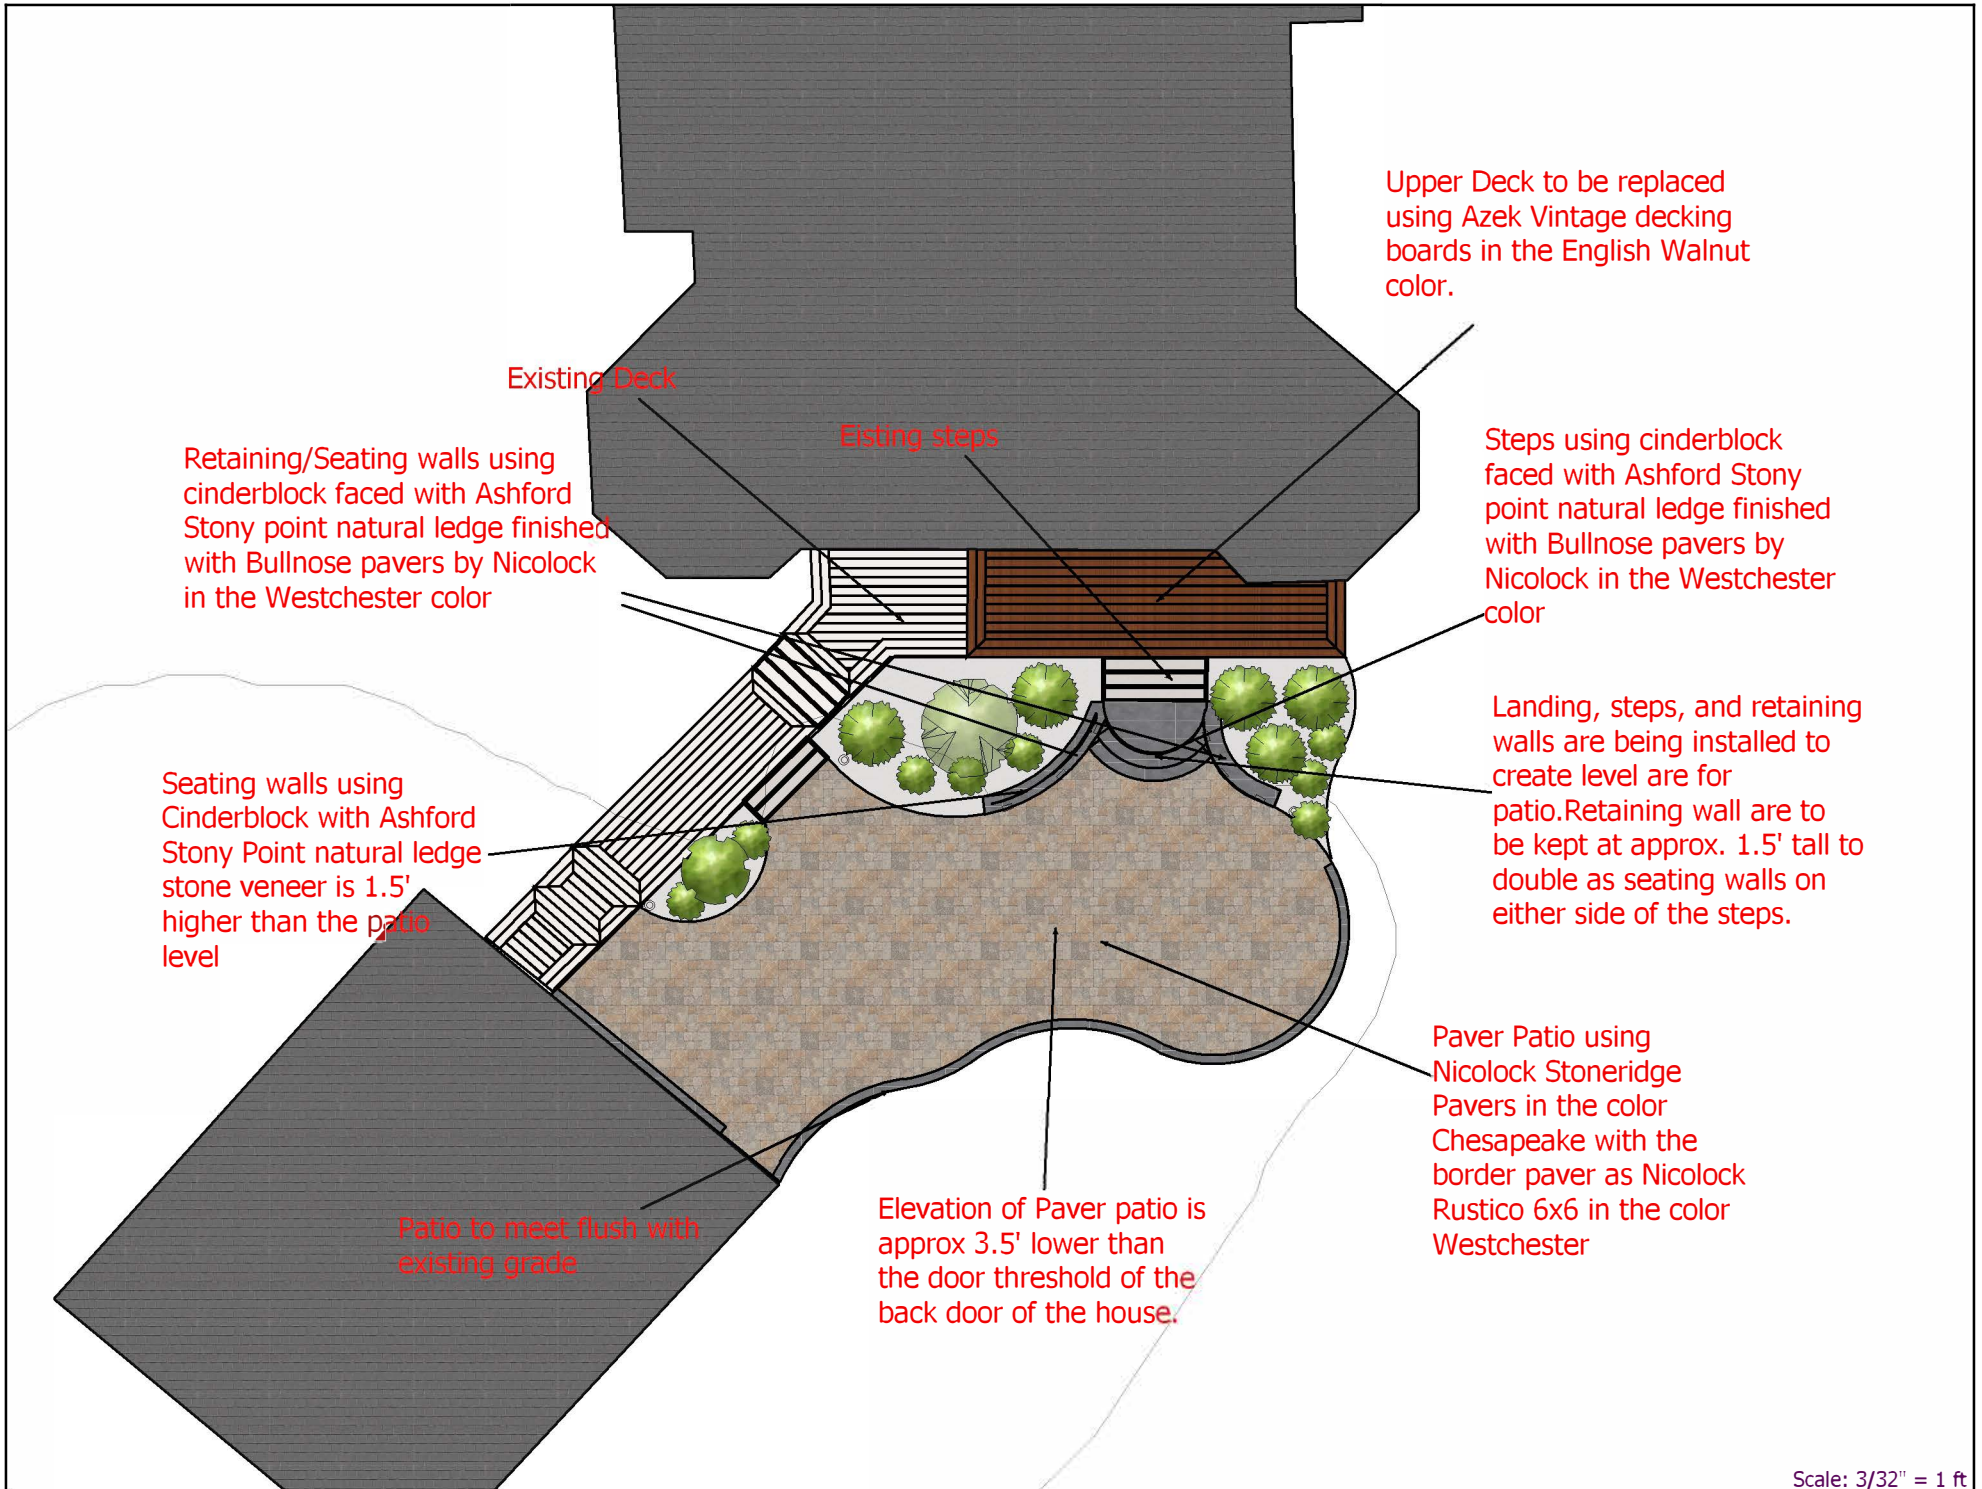 Upper Deck to be replaced
using Azek Vintage decking
boards in the English Walnut
color.
Existing Deck
Eisting steps
Retaining/Seating walls using
cinderblock faced with Ashford
Stony point natural ledge finished
with Bullnose pavers by Nicolock
in the Westchester color
Steps using cinderblock
faced with Ashford Stony
point natural ledge finished
with Bullnose pavers by
Nicolock in the Westchester
color
Landing, steps, and retaining
walls are being installed to
create level are for
patio.Retaining wall are to
be kept at approx. 1.5' tall to
double as seating walls on
either side of the steps.
Seating walls using
Cinderblock with Ashford
Stony Point natural ledge
stone veneer is 1.5'
higher than the patio
level
Paver Patio using
Nicolock Stoneridge
Pavers in the color
Chesapeake with the
border paver as Nicolock
Rustico 6x6 in the color
Westchester
Elevation of Paver patio is
approx 3.5' lower than
the door threshold of the
back door of the house.
Patio to meet flush with
existing grade
Scale: 3/32" = 1 ft